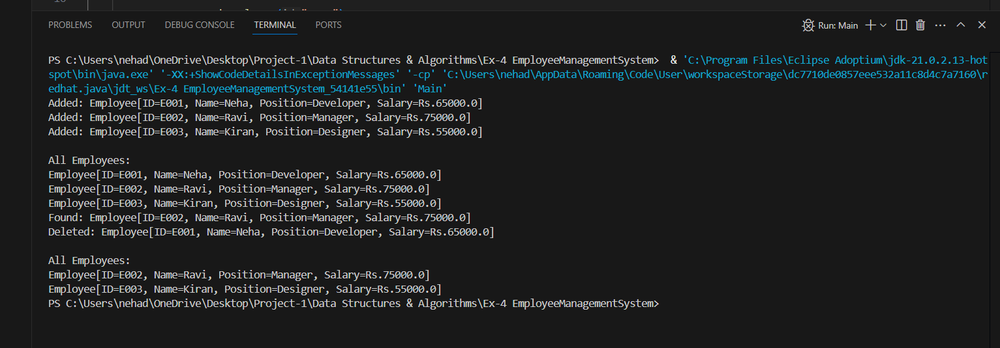 PROBLEMS OUTPUT DEBUG CONSOLE TERMINAL PORTS Run: Main
PS C:\Users\nehad\OneDrive\Desktop\Project-1\Data Structures & Algorithms\Ex-4 EmployeeManagementSystem>  & 'C:\Program Files\Eclipse Adoptium\jdk-21.0.2.13-hot
spot\bin\java.exe' '-XX:+ShowCodeDetailsInExceptionMessages' '-cp' 'C:\Users\nehad\AppData\Roaming\Code\User\workspaceStorage\dc7710de0857eee532a11c8d4c7a7160\r
edhat.java\jdt_ws\Ex-4 EmployeeManagementSystem_54141e55\bin' 'Main'
Added: Employee[ID=E001, Name=Neha, Position=Developer, Salary=Rs.65000.0]
Added: Employee[ID=E002, Name=Ravi, Position=Manager, Salary=Rs.75000.0]
Added: Employee[ID=E003, Name=Kiran, Position=Designer, Salary=Rs.55000.0]
All Employees:
Employee[ID=E001, Name=Neha, Position=Developer, Salary=Rs.65000.0]
Employee[ID=E002, Name=Ravi, Position=Manager, Salary=Rs.75000.0]
Employee[ID=E003, Name=Kiran, Position=Designer, Salary=Rs.55000.0]
Found: Employee[ID=E002, Name=Ravi, Position=Manager, Salary=Rs.75000.0]
Deleted: Employee[ID=E001, Name=Neha, Position=Developer, Salary=Rs.65000.0]
All Employees:
Employee[ID=E002, Name=Ravi, Position=Manager, Salary=Rs.75000.0]
Employee[ID=E003, Name=Kiran, Position=Designer, Salary=Rs.55000.0]
PS C:\Users\nehad\OneDrive\Desktop\Project-1\Data Structures & Algorithms\Ex-4 EmployeeManagementSystem>